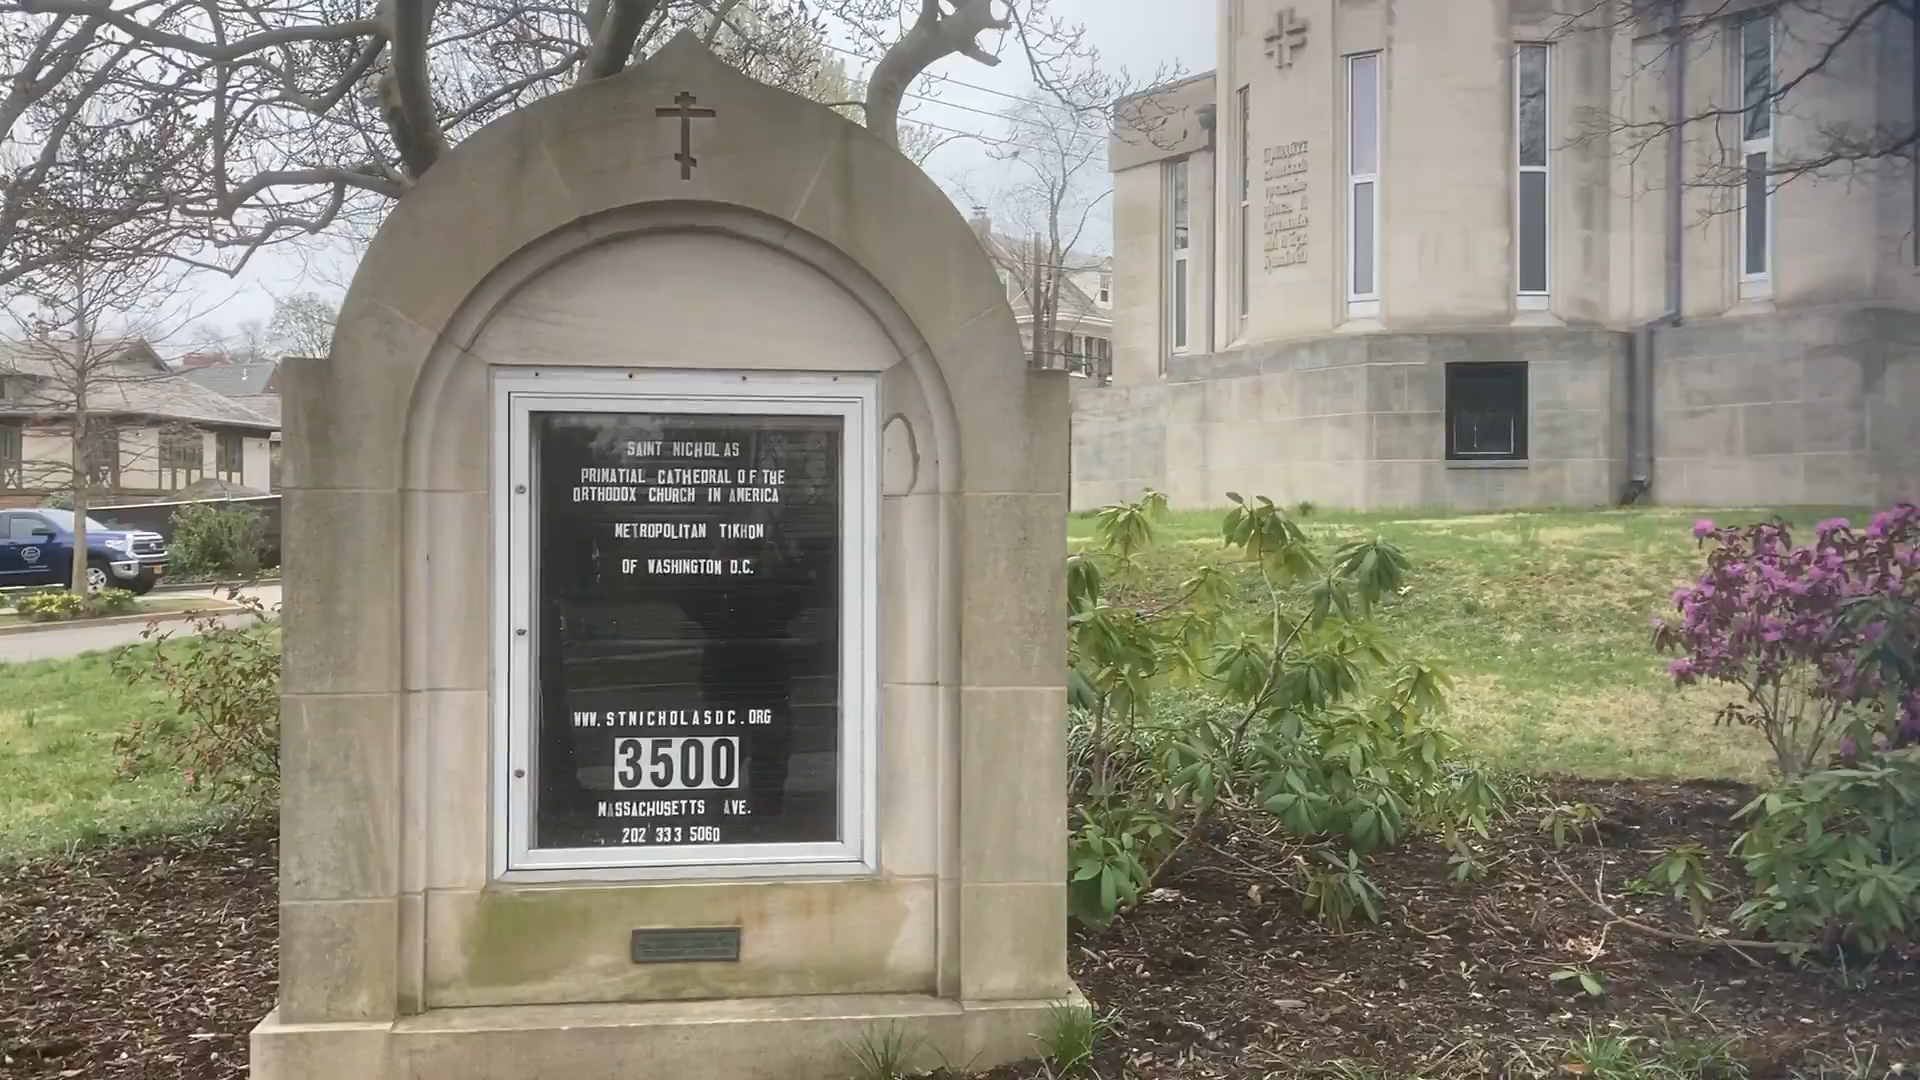 SAINT NICHOLAS
PRIMATIAL CATHEDRAL OF THE
ORTHODOX CHURCH IN AMERICA
METROPOLITAN TIKHON
OF WASHINGTON D.C.
WWW.STNICHOLASDC.ORG
3500
MASSACHUSETTS AVE.
202 333 5060